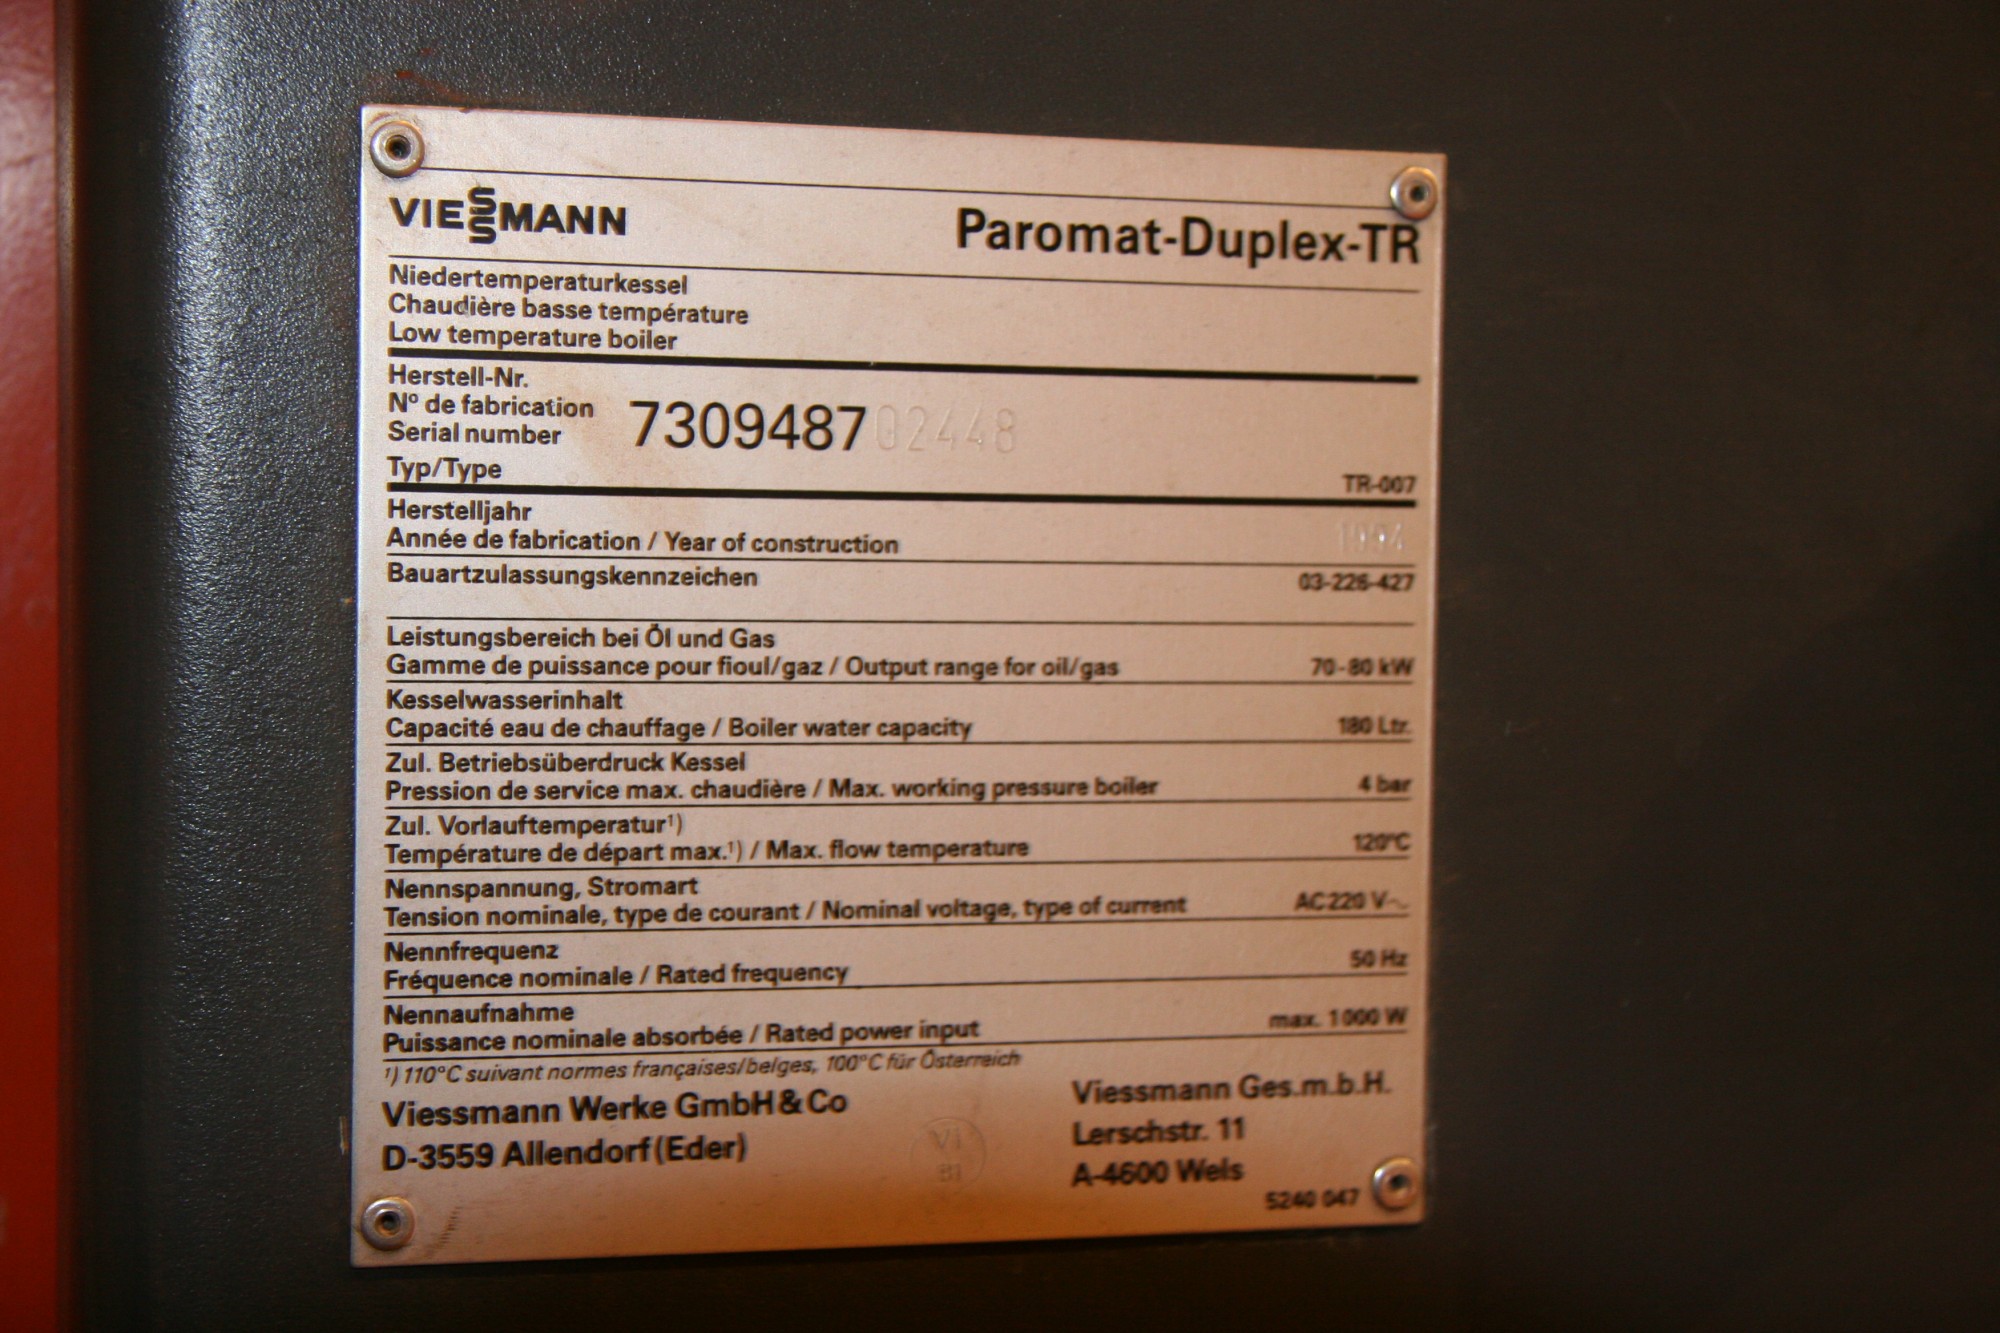 VIESSMANN
Paromat-Duplex-TR
Niedertemperaturkessel
Chaudière basse température
Low temperature boiler
Herstell-Nr.
Nº de fabrication
Serial number
7309487 02448
Typ/Type TR-007
Herstelljahr
Année de fabrication / Year of construction 1994
Bauartzulassungskennzeichen 03-226-427
Leistungsbereich bei Öl und Gas
Gamme de puissance pour fioul/gaz / Output range for oil/gas 70-80 kW
Kesselwasserinhalt
Capacité eau de chauffage / Boiler water capacity 180 Ltr.
Zul. Betriebsüberdruck Kessel
Pression de service max. chaudière / Max. working pressure boiler 4 bar
Zul. Vorlauftemperatur¹)
Température de départ max.¹) / Max. flow temperature 120°C
Nennspannung, Stromart
Tension nominale, type de courant / Nominal voltage, type of current AC 220 V~
Nennfrequenz
Fréquence nominale / Rated frequency 50 Hz
Nennaufnahme
Puissance nominale absorbée / Rated power input max. 1000 W
¹) 110°C suivant normes françaises/belges, 100°C für Österreich
Viessmann Werke GmbH & Co
D-3559 Allendorf (Eder)
VI
81
Viessmann Ges.m.b.H.
Lerschstr. 11
A-4600 Wels
5240 047